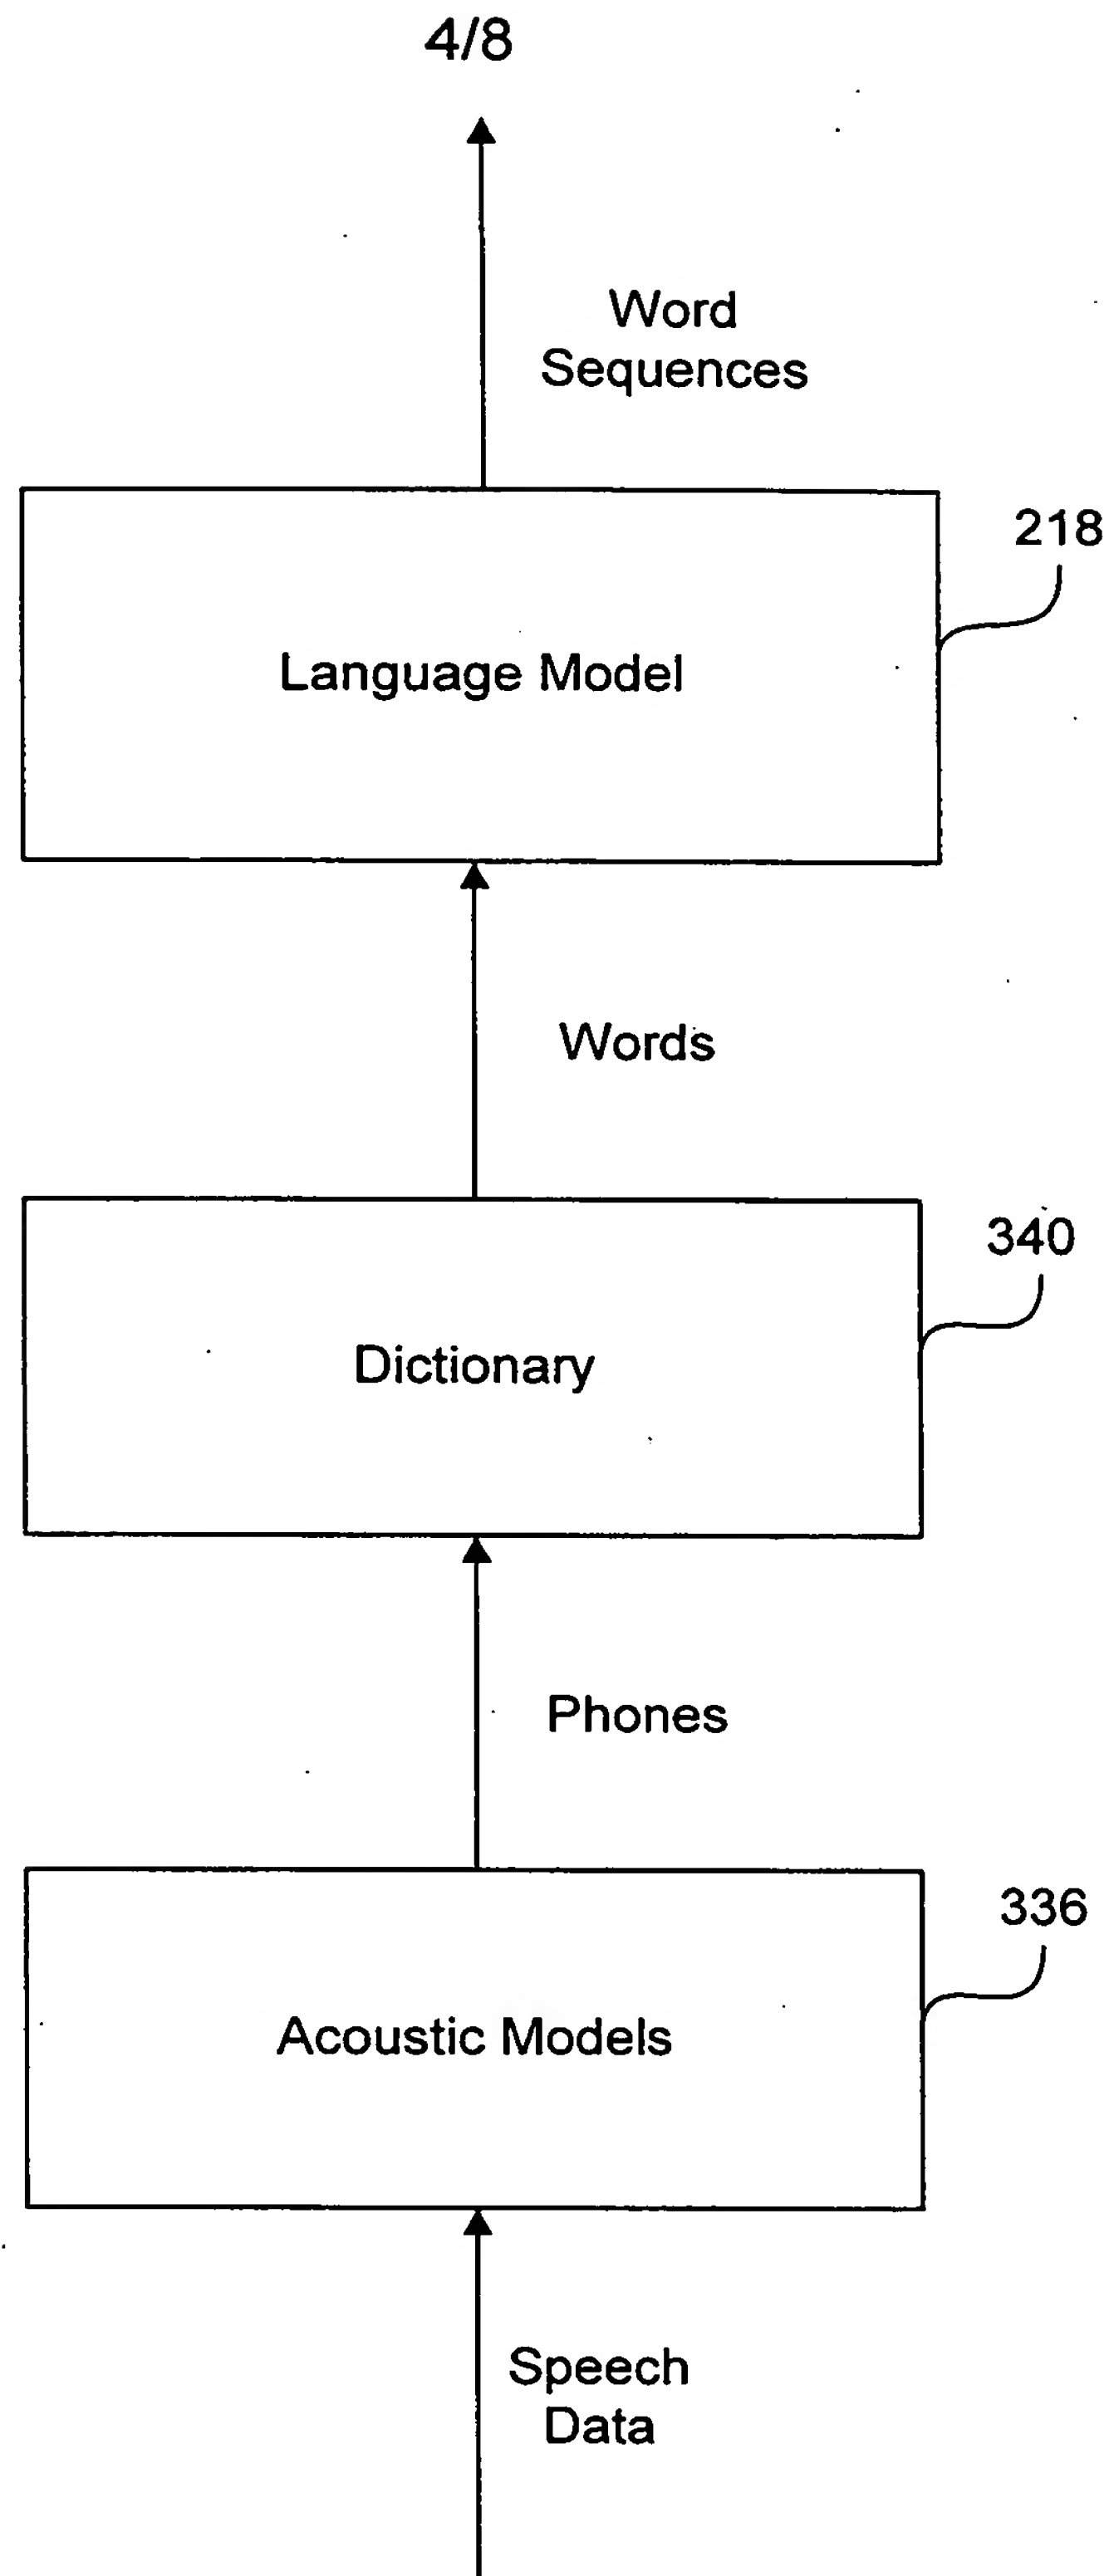 4/8
Word
Sequences
218
Language Model
Words
340
Dictionary
Phones
336
Acoustic Models
Speech
Data